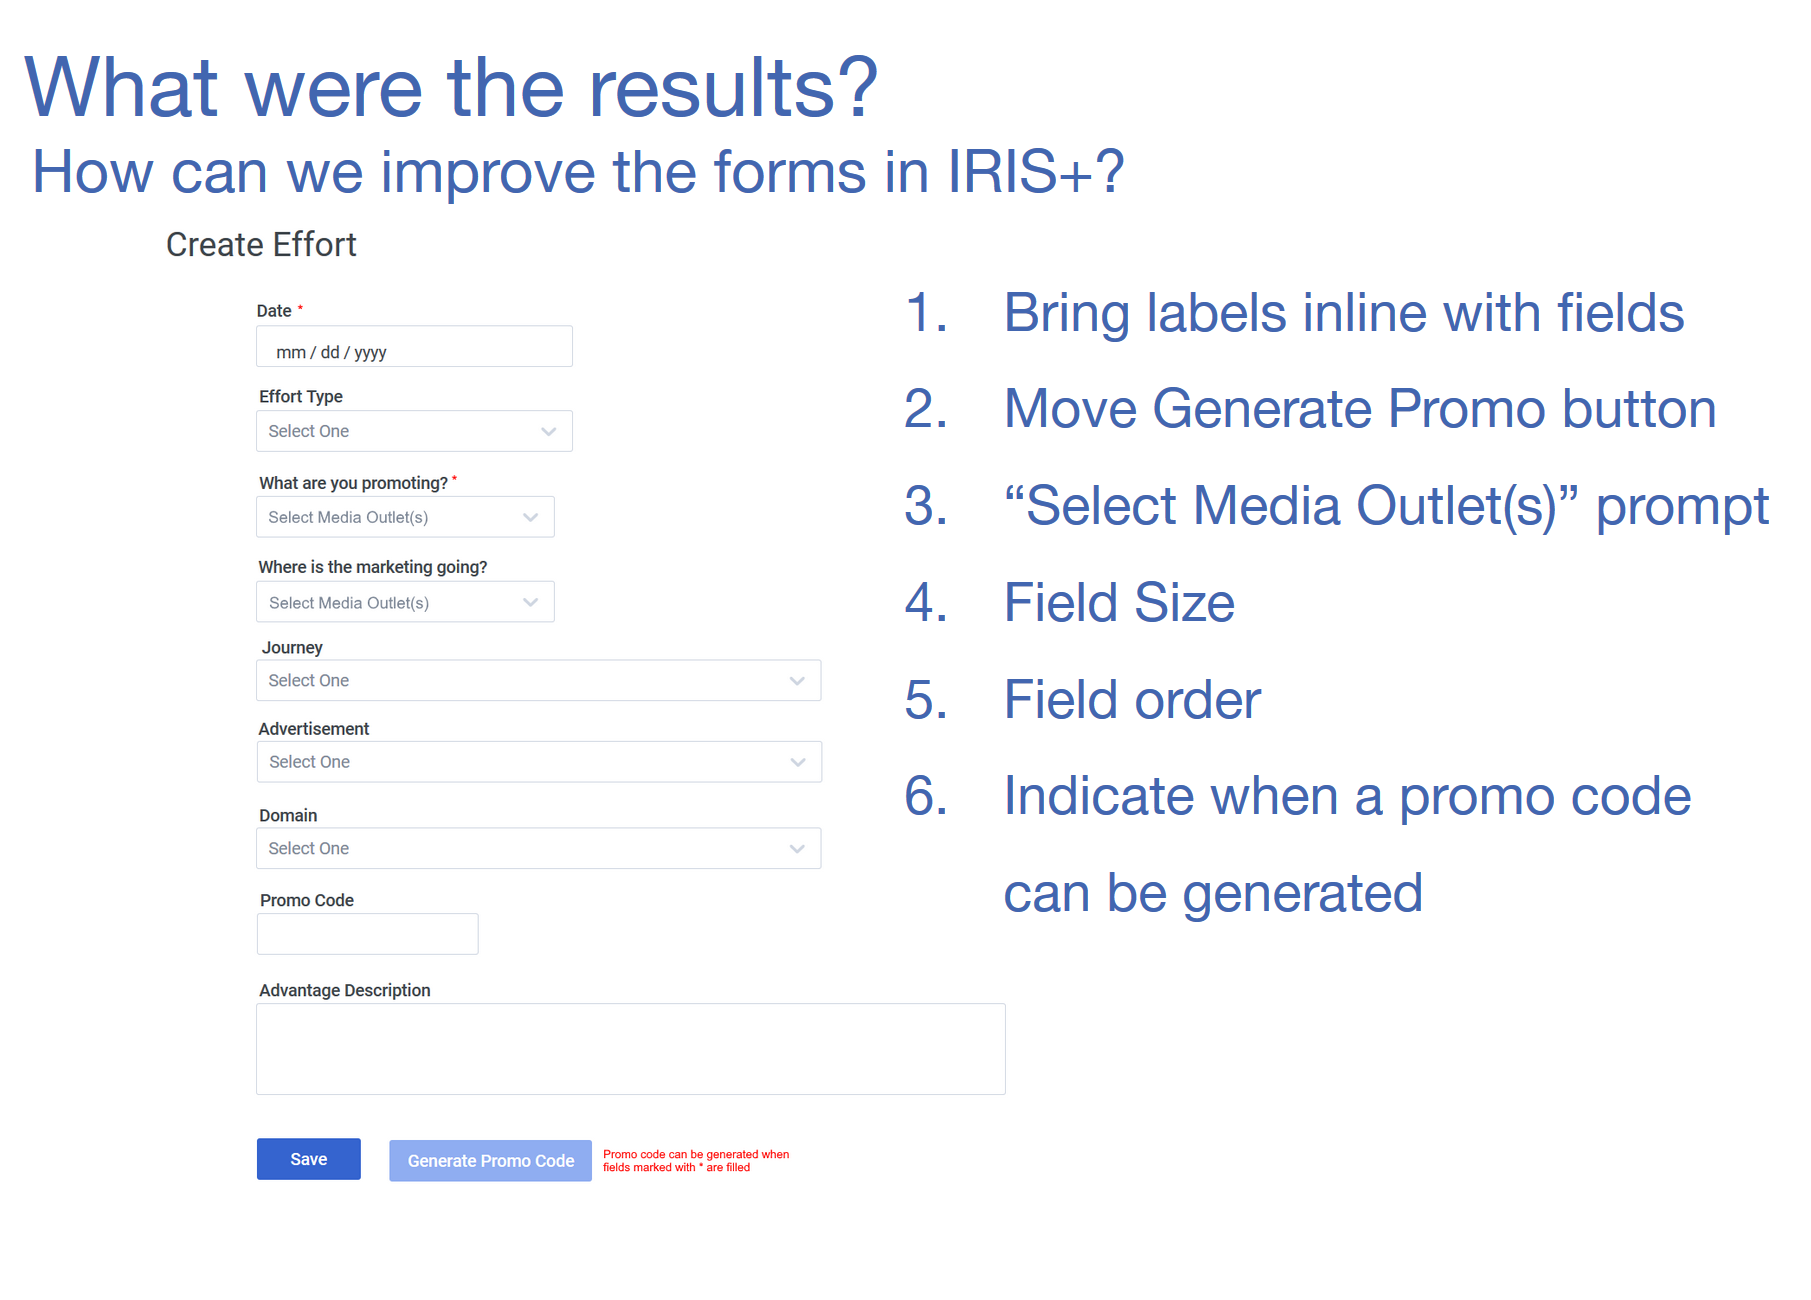 What were the results?
How can we improve the forms in IRIS+?
Create Effort
Date *
mm / dd / yyyy
Effort Type
Select One
What are you promoting? *
Select Media Outlet(s)
Where is the marketing going?
Select Media Outlet(s)
Journey
Select One
Advertisement
Select One
Domain
Select One
Promo Code
Advantage Description
Save
Generate Promo Code
Promo code can be generated when
fields marked with * are filled
1. Bring labels inline with fields
2. Move Generate Promo button
3. “Select Media Outlet(s)” prompt
4. Field Size
5. Field order
6. Indicate when a promo code
can be generated